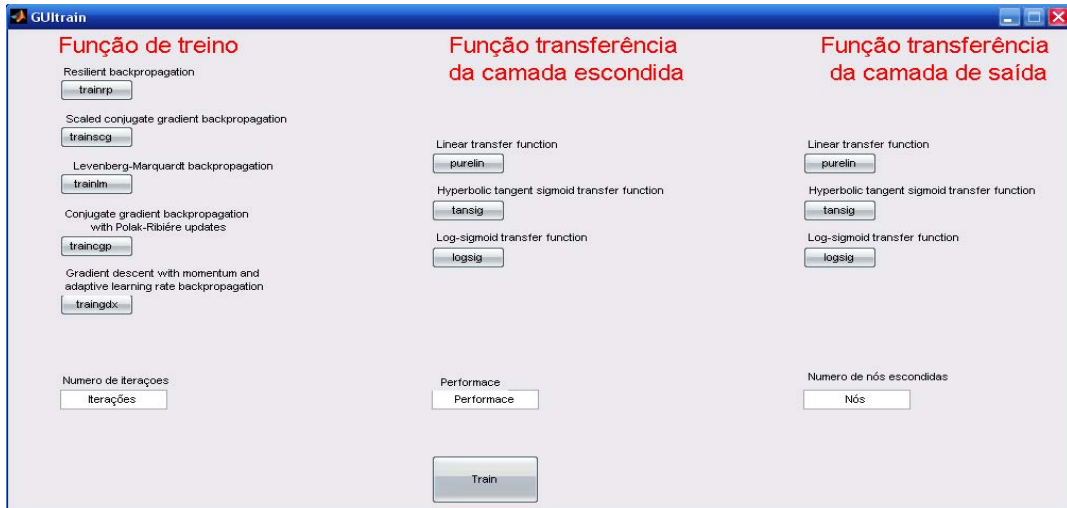 GUItrain
Função de treino
Resilient backpropagation
trainrp
Scaled conjugate gradient backpropagation
trainscg
Levenberg-Marquardt backpropagation
trainlm
Conjugate gradient backpropagation
with Polak-Ribiére updates
traincgp
Gradient descent with momentum and
adaptive learning rate backpropagation
traingdx
Numero de iteraçoes
Iterações
Função transferência
da camada escondida
Linear transfer function
purelin
Hyperbolic tangent sigmoid transfer function
tansig
Log-sigmoid transfer function
logsig
Performace
Performace
Train
Função transferência
da camada de saída
Linear transfer function
purelin
Hyperbolic tangent sigmoid transfer function
tansig
Log-sigmoid transfer function
logsig
Numero de nós escondidas
Nós